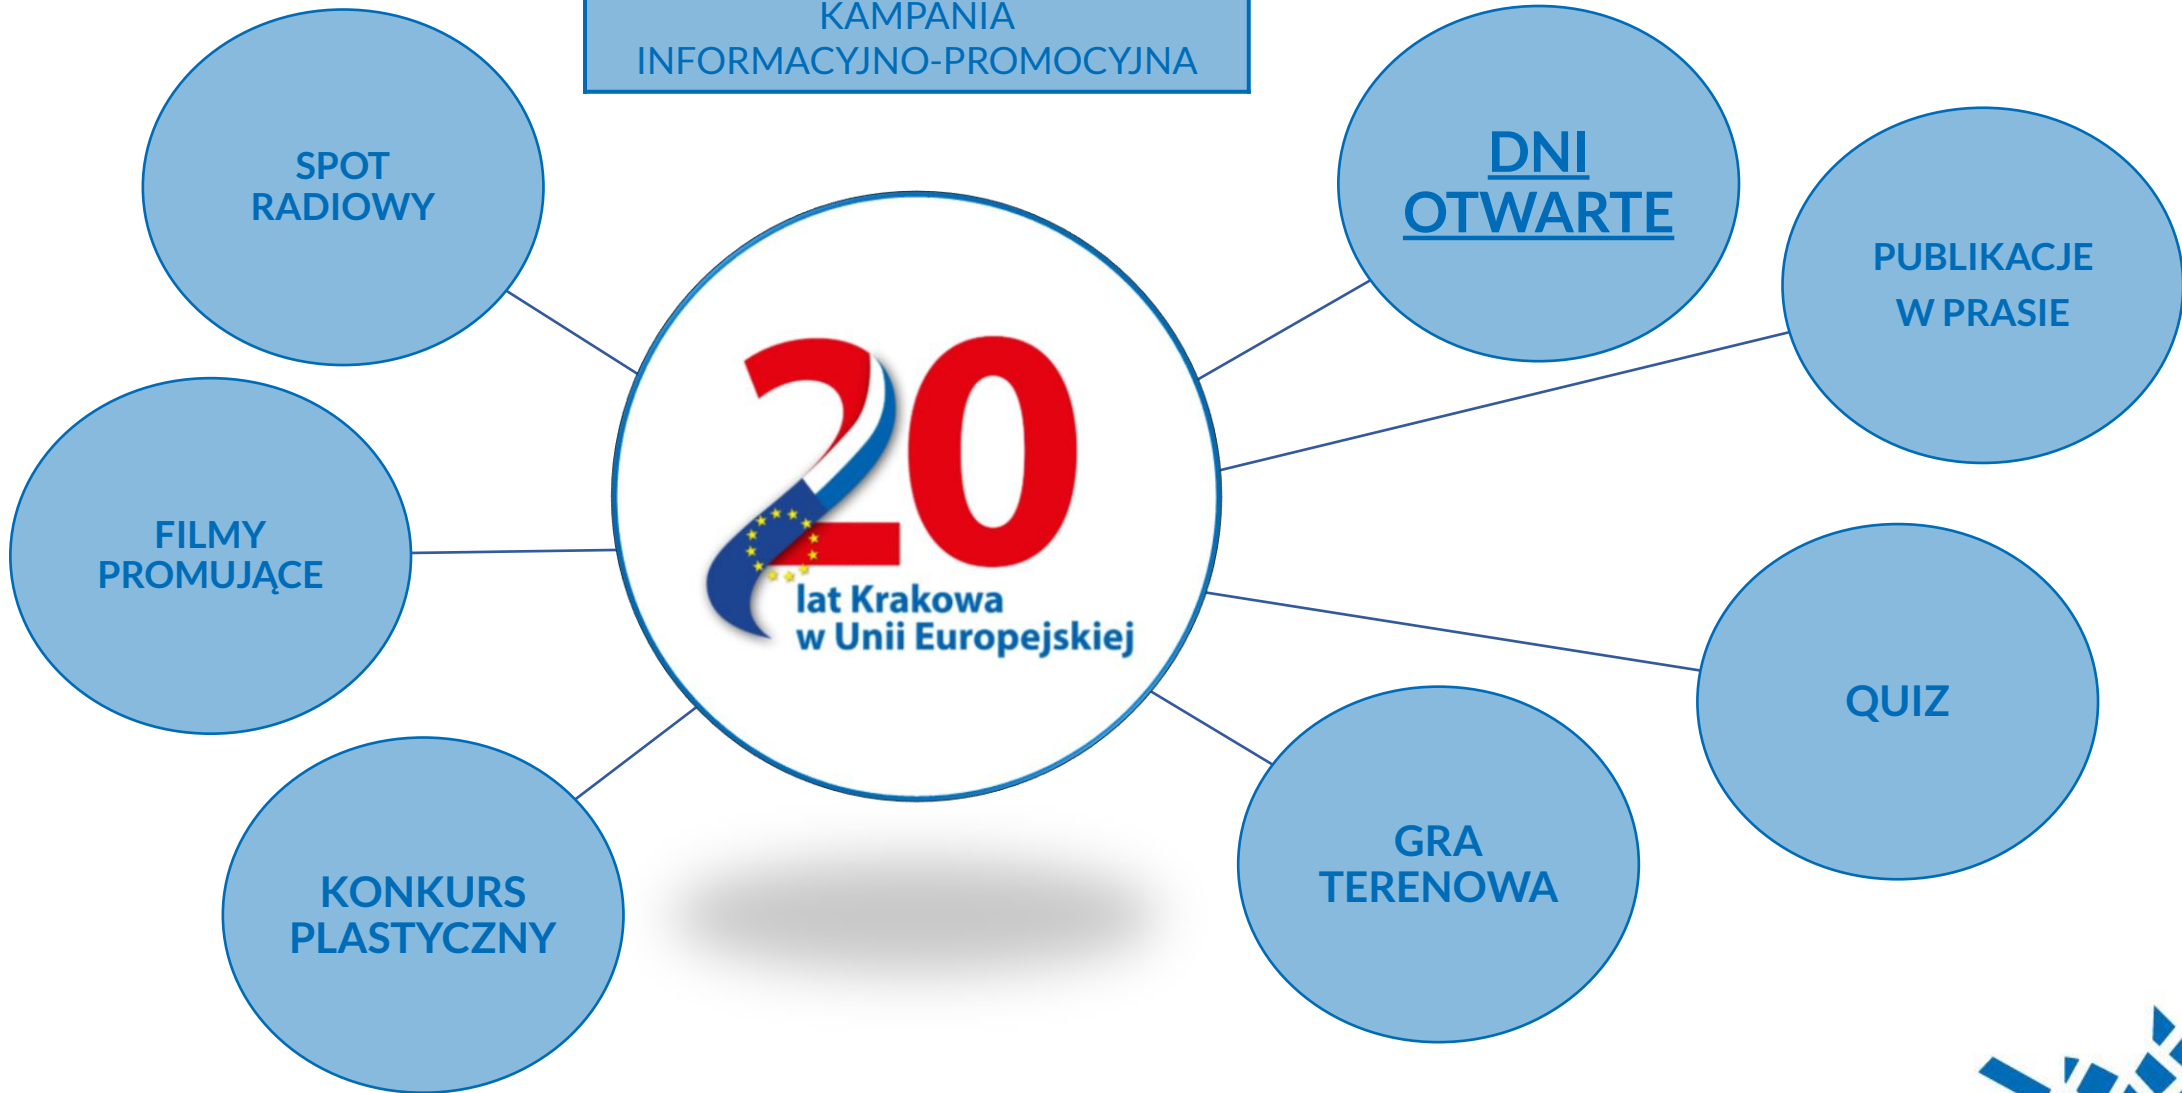 KAMPANIA
INFORMACYJNO-PROMOCYJNA
SPOT
RADIOWY
DNI
OTWARTE
PUBLIKACJE
W PRASIE
FILMY
PROMUJĄCE
20
lat Krakowa
w Unii Europejskiej
QUIZ
KONKURS
PLASTYCZNY
GRA
TERENOWA